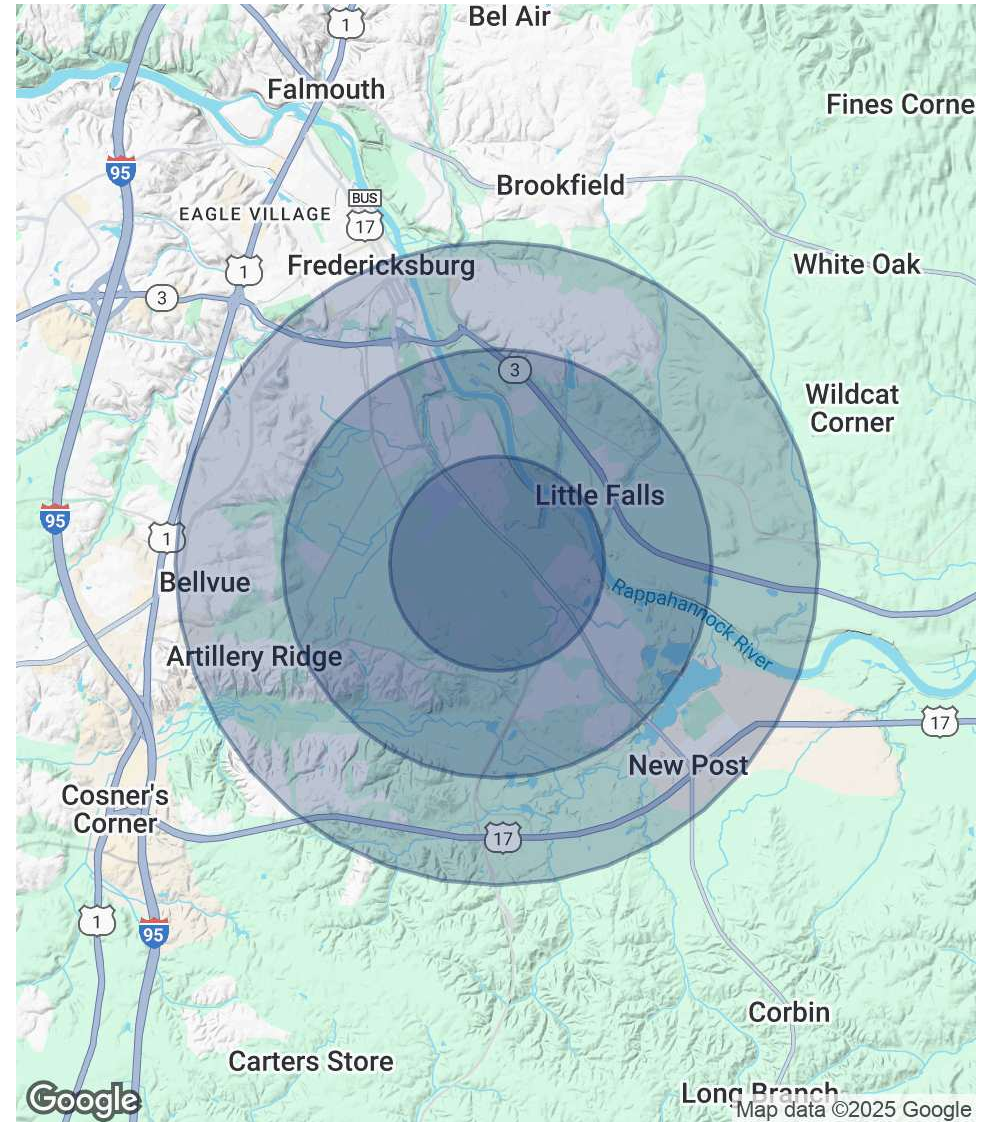 Bel Air
1
Falmouth
Fines Corne
95
Brookfield
BUS
17
EAGLE VILLAGE
Fredericksburg
White Oak
1
3
3
Wildcat
Corner
Little Falls
95
1
Bellvue
Rappahannock River
Artillery Ridge
17
New Post
Cosner's
Corner
17
1
95
Corbin
Carters Store
Long Branch
Google
Map data ©2025 Google